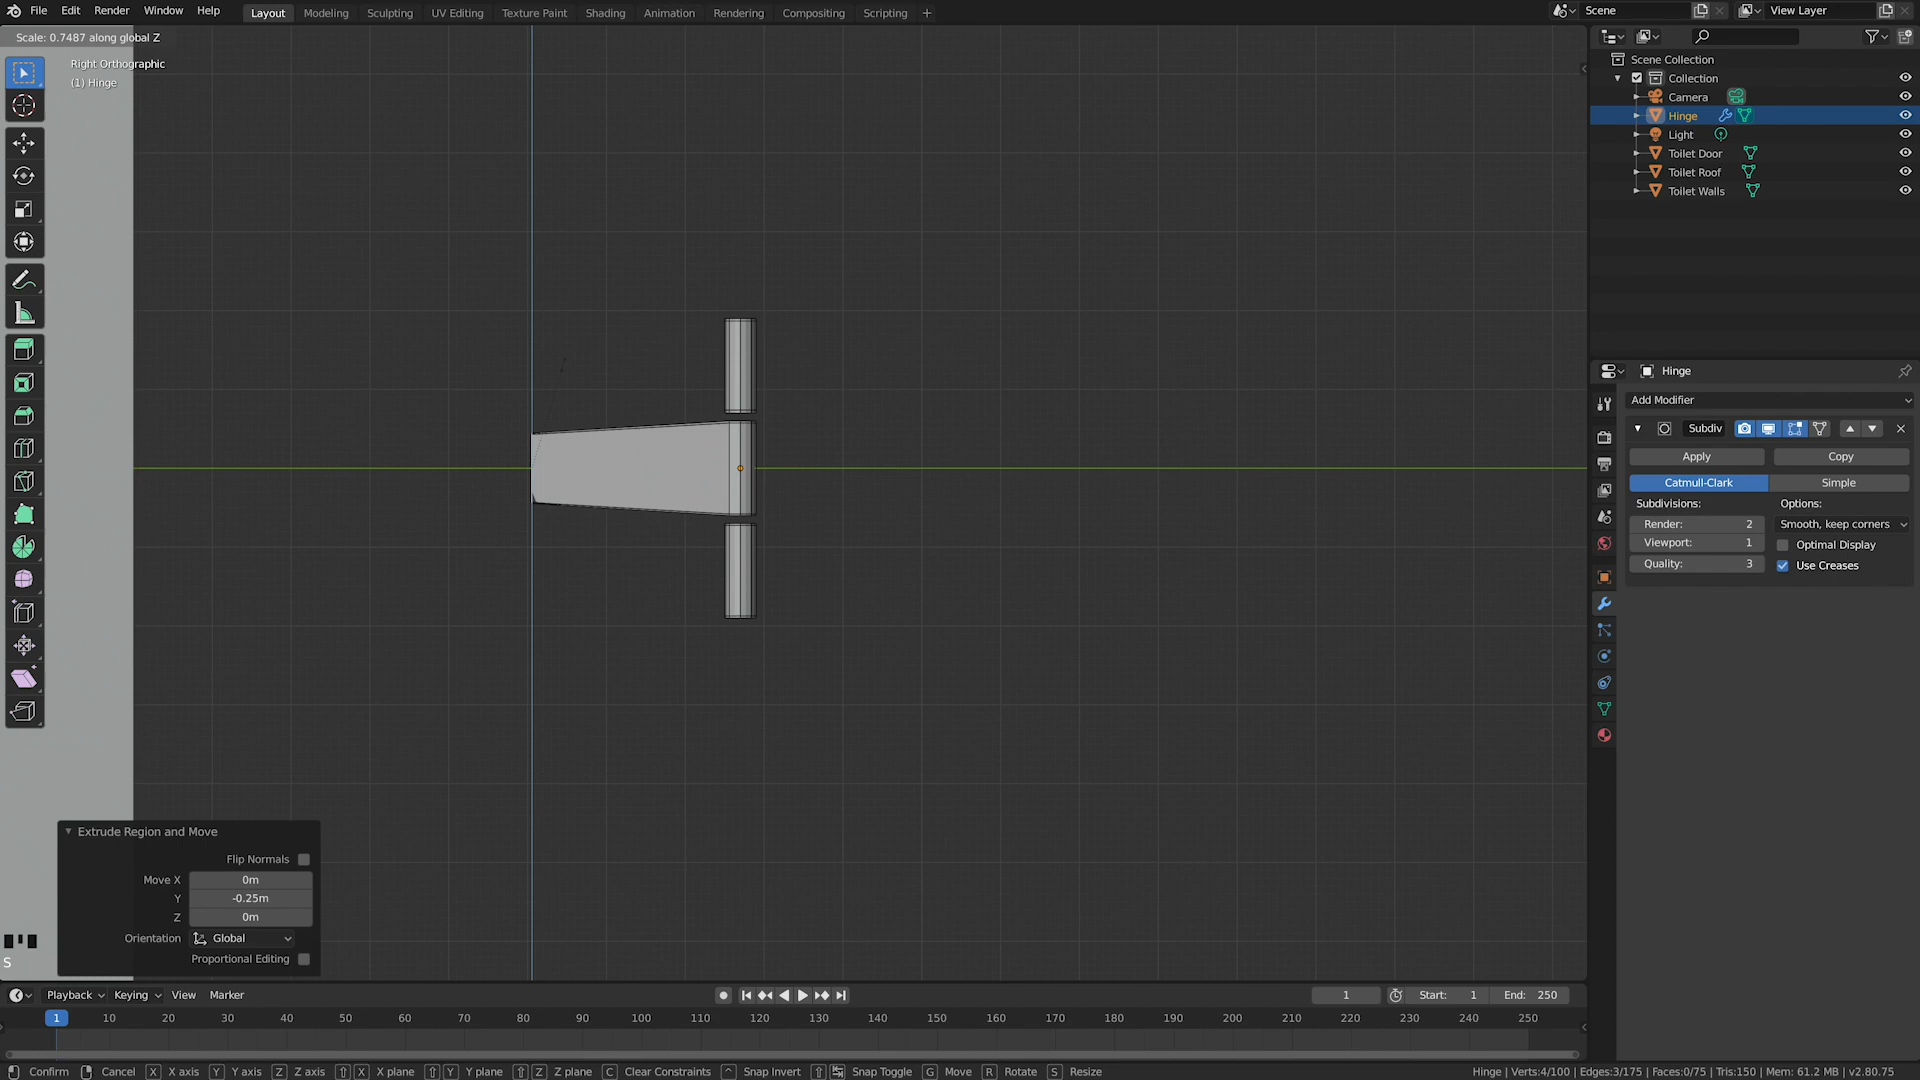 File Edit Render Window Help Layout Modeling Sculpting UV Editing Texture Paint Shading Animation Rendering Compositing Scripting + Scene View Layer
Scale: 0.7487 along global Z
Right Orthographic
(1) Hinge
Scene Collection
Collection
Camera
Hinge
Light
Toilet Door
Toilet Roof
Toilet Walls
Hinge
Add Modifier
Subdiv
Apply Copy
Catmull-Clark Simple
Subdivisions: Options:
Render: 2 Smooth, keep corners
Viewport: 1 Optimal Display
Quality: 3 Use Creases
Extrude Region and Move
Flip Normals
Move X 0m
Y -0.25m
Z 0m
Orientation Global
Proportional Editing
S
Playback Keying View Marker 1 Start: 1 End: 250
1 10 20 30 40 50 60 70 80 90 100 110 120 130 140 150 160 170 180 190 200 210 220 230 240 250
Confirm Cancel X X axis Y Y axis Z Z axis X X plane Y Y plane Z Z plane C Clear Constraints Snap Invert Snap Toggle G Move R Rotate S Resize Hinge | Verts:4/100 | Edges:3/175 | Faces:0/75 | Tris:150 | Mem: 61.2 MB | v2.80.75